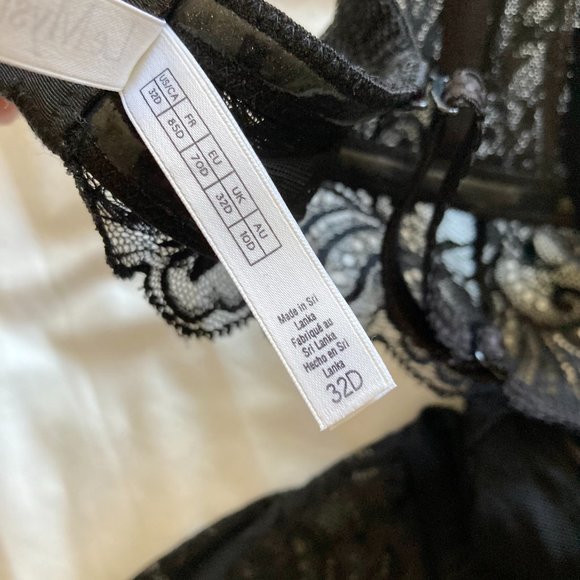 US/CA FR EU UK AU
32D 85D 70D 32D 10D
Made in Sri
Lanka
Fabriqué au
Sri Lanka
Hecho en Sri
Lanka
32D